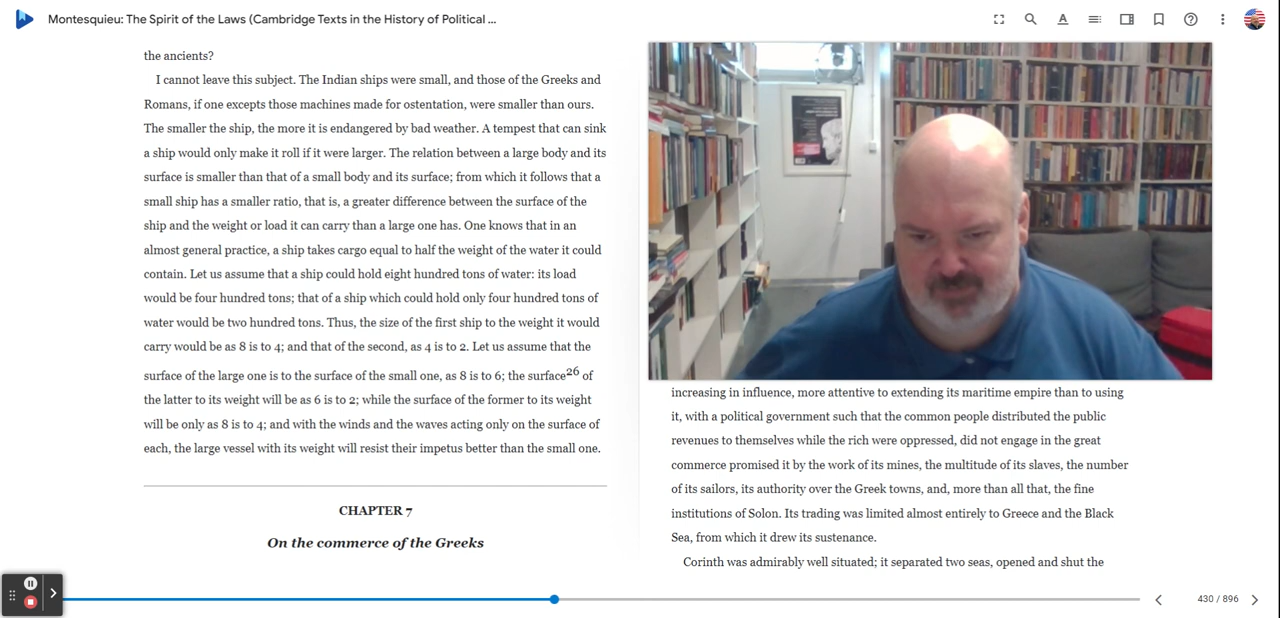 Montesquieu: The Spirit of the Laws (Cambridge Texts in the History of Political ...
the ancients?
I cannot leave this subject. The Indian ships were small, and those of the Greeks and
Romans, if one excepts those machines made for ostentation, were smaller than ours.
The smaller the ship, the more it is endangered by bad weather. A tempest that can sink
a ship would only make it roll if it were larger. The relation between a large body and its
surface is smaller than that of a small body and its surface; from which it follows that a
small ship has a smaller ratio, that is, a greater difference between the surface of the
ship and the weight or load it can carry than a large one has. One knows that in an
almost general practice, a ship takes cargo equal to half the weight of the water it could
contain. Let us assume that a ship could hold eight hundred tons of water: its load
would be four hundred tons; that of a ship which could hold only four hundred tons of
water would be two hundred tons. Thus, the size of the first ship to the weight it would
carry would be as 8 is to 4; and that of the second, as 4 is to 2. Let us assume that the
surface of the large one is to the surface of the small one, as 8 is to 6; the surface26 of
the latter to its weight will be as 6 is to 2; while the surface of the former to its weight
will be only as 8 is to 4; and with the winds and the waves acting only on the surface of
each, the large vessel with its weight will resist their impetus better than the small one.
CHAPTER 7
On the commerce of the Greeks
increasing in influence, more attentive to extending its maritime empire than to using
it, with a political government such that the common people distributed the public
revenues to themselves while the rich were oppressed, did not engage in the great
commerce promised it by the work of its mines, the multitude of its slaves, the number
of its sailors, its authority over the Greek towns, and, more than all that, the fine
institutions of Solon. Its trading was limited almost entirely to Greece and the Black
Sea, from which it drew its sustenance.
Corinth was admirably well situated; it separated two seas, opened and shut the
430 / 896